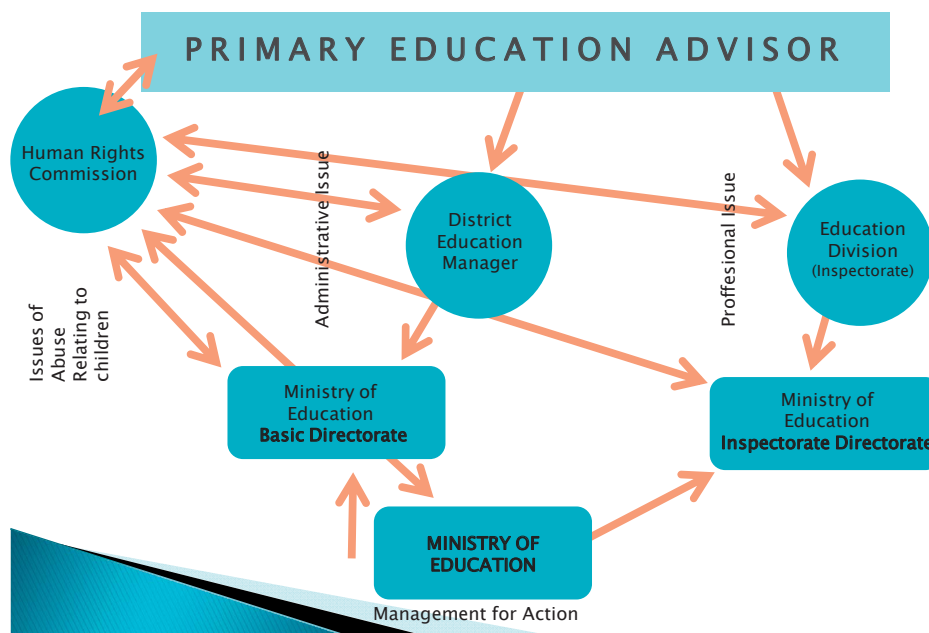 PRIMARY EDUCATION ADVISOR
Human Rights
Commission
Administrative Issue
District
Education
Manager
Proffesional Issue
Education
Division
(Inspectorate)
Issues of
Abuse
Relating to
children
Ministry of
Education
Basic Directorate
Ministry of
Education
Inspectorate Directorate
MINISTRY OF
EDUCATION
Management for Action